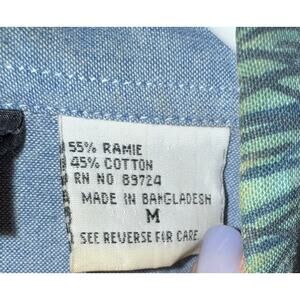 55% RAMIE
45% COTTON
RN NO 89724
MADE IN BANGLADESH
M
SEE REVERSE FOR CARE